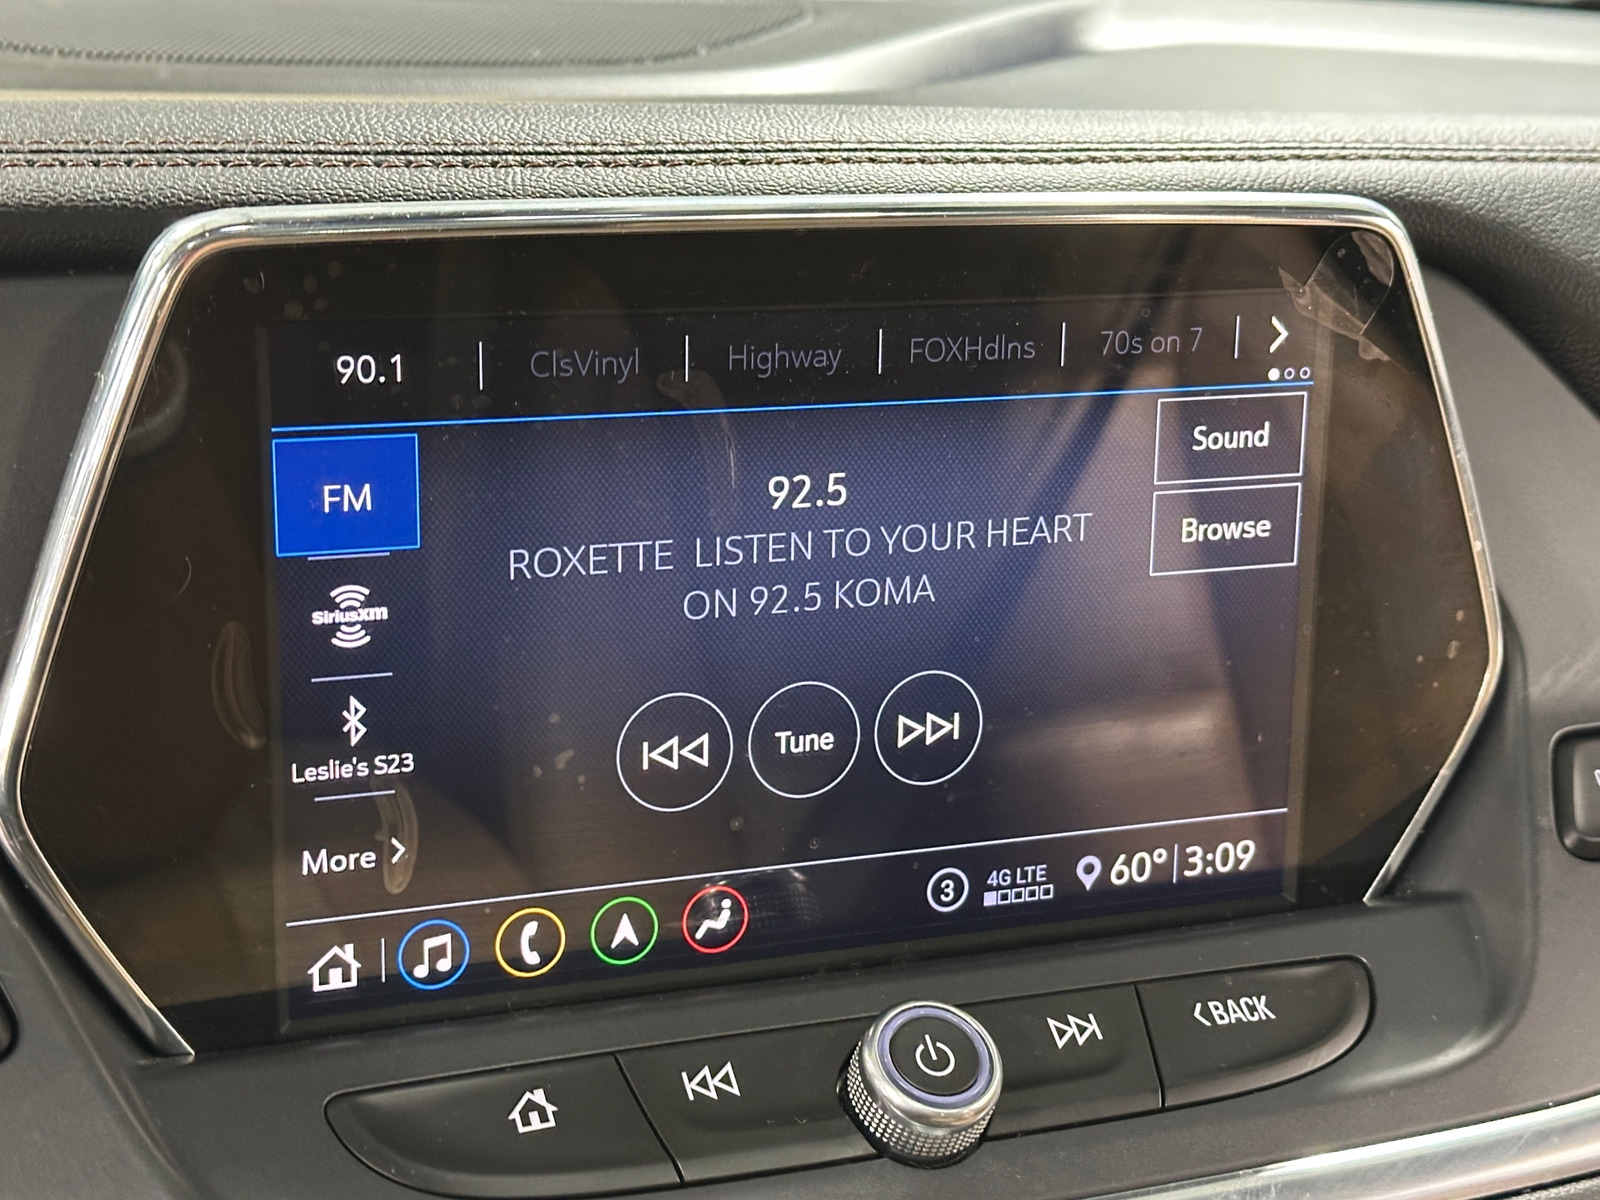 90.1 | ClsVinyl | Highway | FOXHdlns | 70s on 7 |
FM
92.5
ROXETTE LISTEN TO YOUR HEART
ON 92.5 KOMA
Sound
Browse
SiriusXm
Leslie's S23
More
Tune
3 4G LTE 60° | 3:09
BACK